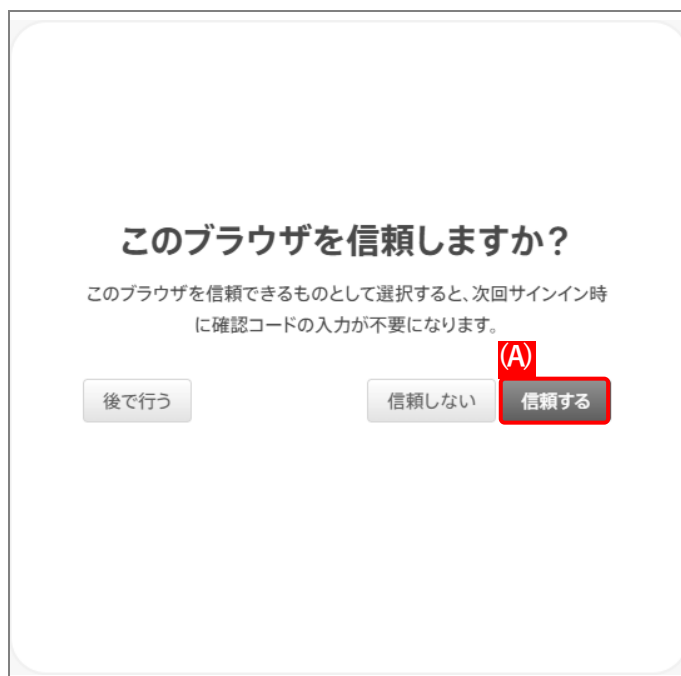 このブラウザを信頼しますか？
このブラウザを信頼できるものとして選択すると、次回サインイン時
に確認コードの入力が不要になります。
(A)
後で行う 信頼しない 信頼する